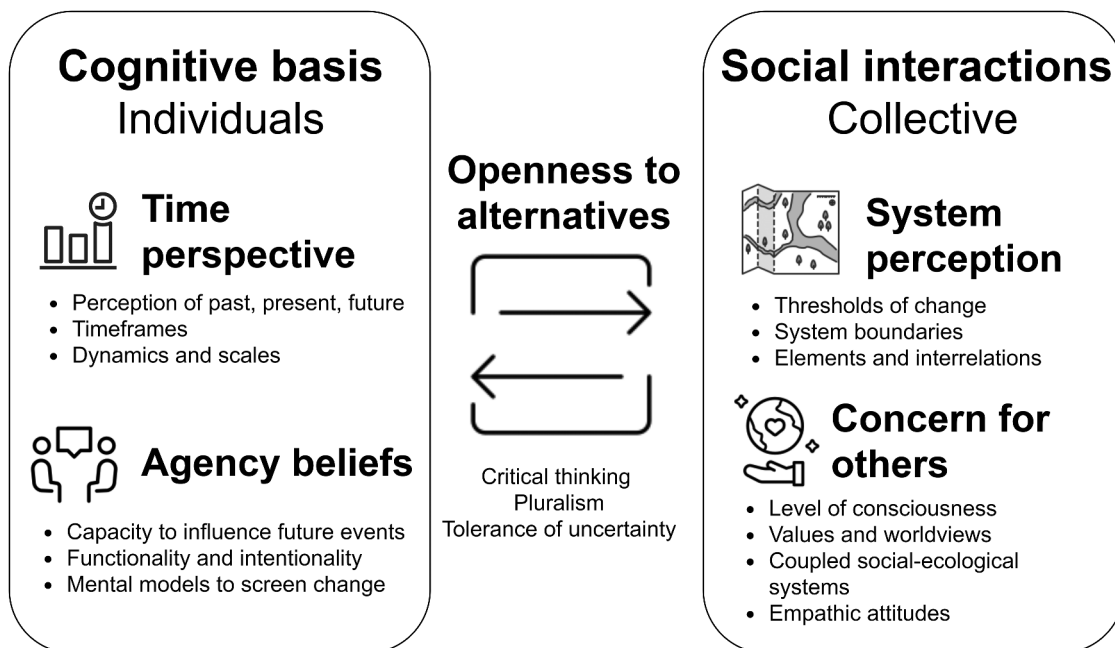 Cognitive basis
Individuals
Time
perspective
• Perception of past, present, future
• Timeframes
• Dynamics and scales
Agency beliefs
• Capacity to influence future events
• Functionality and intentionality
• Mental models to screen change
Openness to
alternatives
Critical thinking
Pluralism
Tolerance of uncertainty
Social interactions
Collective
System
perception
• Thresholds of change
• System boundaries
• Elements and interrelations
Concern for
others
• Level of consciousness
• Values and worldviews
• Coupled social-ecological
systems
• Empathic attitudes